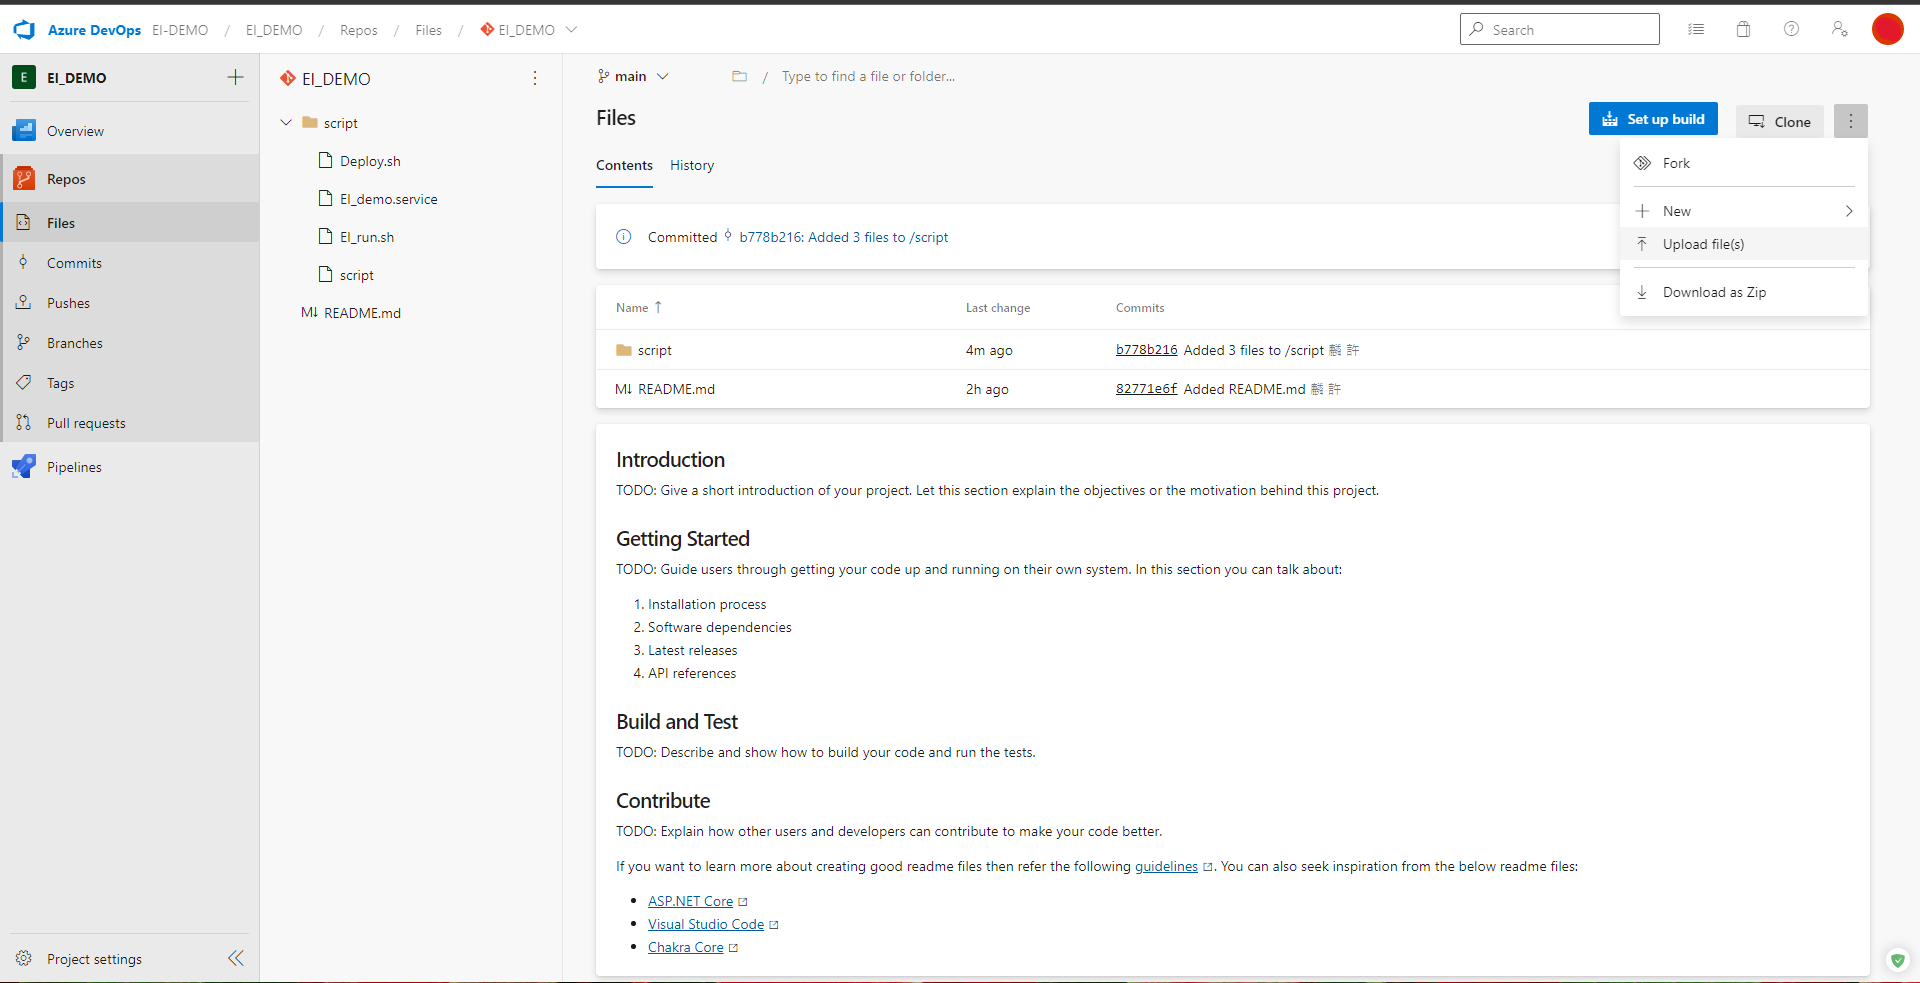 Azure DevOps EI-DEMO / EI_DEMO / Repos / Files / EI_DEMO
Search
E EI_DEMO
Overview
Repos
Files
Commits
Pushes
Branches
Tags
Pull requests
Pipelines
Project settings
EI_DEMO
script
Deploy.sh
EI_demo.service
EI_run.sh
script
M↓ README.md
main / Type to find a file or folder...
Files
Set up build
Clone
Contents History
Fork
New
Upload file(s)
Download as Zip
Committed b778b216: Added 3 files to /script
Name ↑ Last change Commits
script 4m ago b778b216 Added 3 files to /script 麟 許
M↓ README.md 2h ago 82771e6f Added README.md 麟 許
Introduction
TODO: Give a short introduction of your project. Let this section explain the objectives or the motivation behind this project.
Getting Started
TODO: Guide users through getting your code up and running on their own system. In this section you can talk about:
1. Installation process
2. Software dependencies
3. Latest releases
4. API references
Build and Test
TODO: Describe and show how to build your code and run the tests.
Contribute
TODO: Explain how other users and developers can contribute to make your code better.
If you want to learn more about creating good readme files then refer the following guidelines. You can also seek inspiration from the below readme files:
• ASP.NET Core
• Visual Studio Code
• Chakra Core